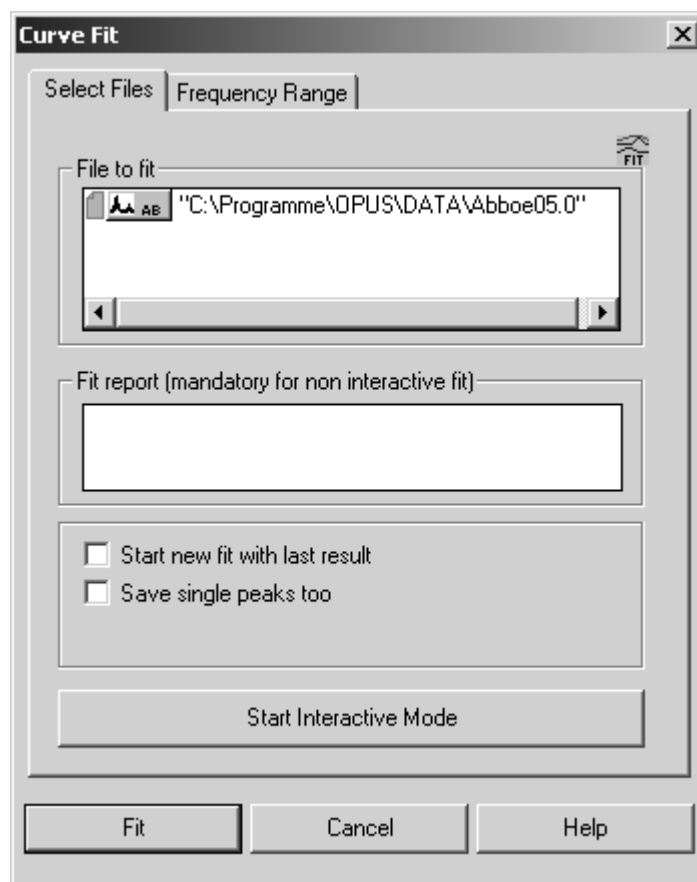 Curve Fit
Select Files
Frequency Range
FIT
File to fit
AB "C:\Programme\OPUS\DATA\Abboe05.0"
Fit report (mandatory for non interactive fit)
Start new fit with last result
Save single peaks too
Start Interactive Mode
Fit
Cancel
Help